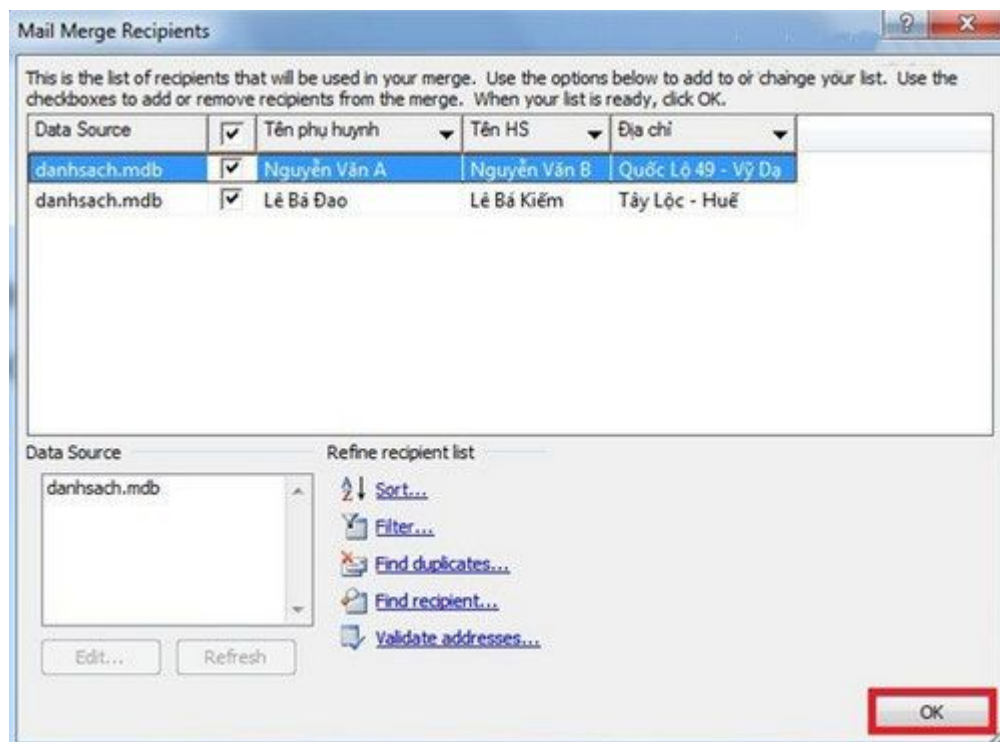 Mail Merge Recipients
This is the list of recipients that will be used in your merge. Use the options below to add to or change your list. Use the
checkboxes to add or remove recipients from the merge. When your list is ready, click OK.
Data Source Tên phụ huynh Tên HS Địa chỉ
danhsach.mdb Nguyễn Văn A Nguyễn Văn B Quốc Lộ 49 - Vỹ Dạ
danhsach.mdb Lê Bá Đao Lê Bá Kiếm Tây Lộc - Huế
Data Source Refine recipient list
danhsach.mdb
Sort...
Filter...
Find duplicates...
Find recipient...
Validate addresses...
Edit... Refresh
OK